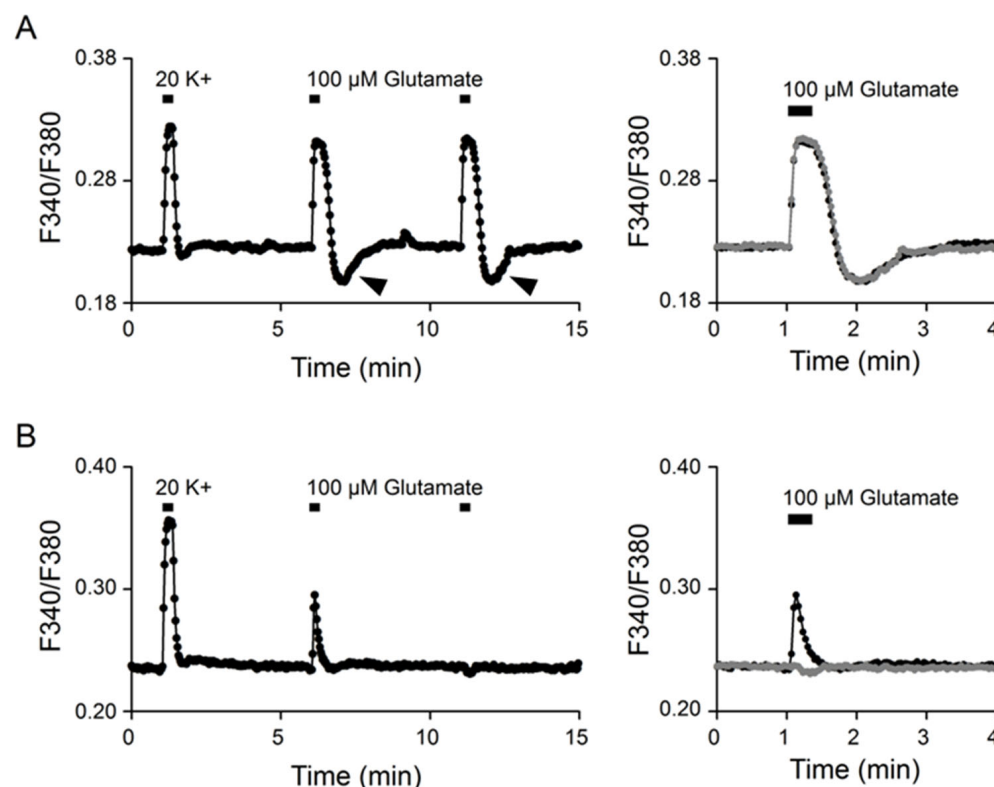 A
F340/F380
0.38
0.28
0.18
20 K+
100 µM Glutamate
0
5
10
15
Time (min)
F340/F380
0.38
0.28
0.18
100 µM Glutamate
0
1
2
3
4
Time (min)
B
F340/F380
0.40
0.30
0.20
20 K+
100 µM Glutamate
0
5
10
15
Time (min)
F340/F380
0.40
0.30
0.20
100 µM Glutamate
0
1
2
3
4
Time (min)